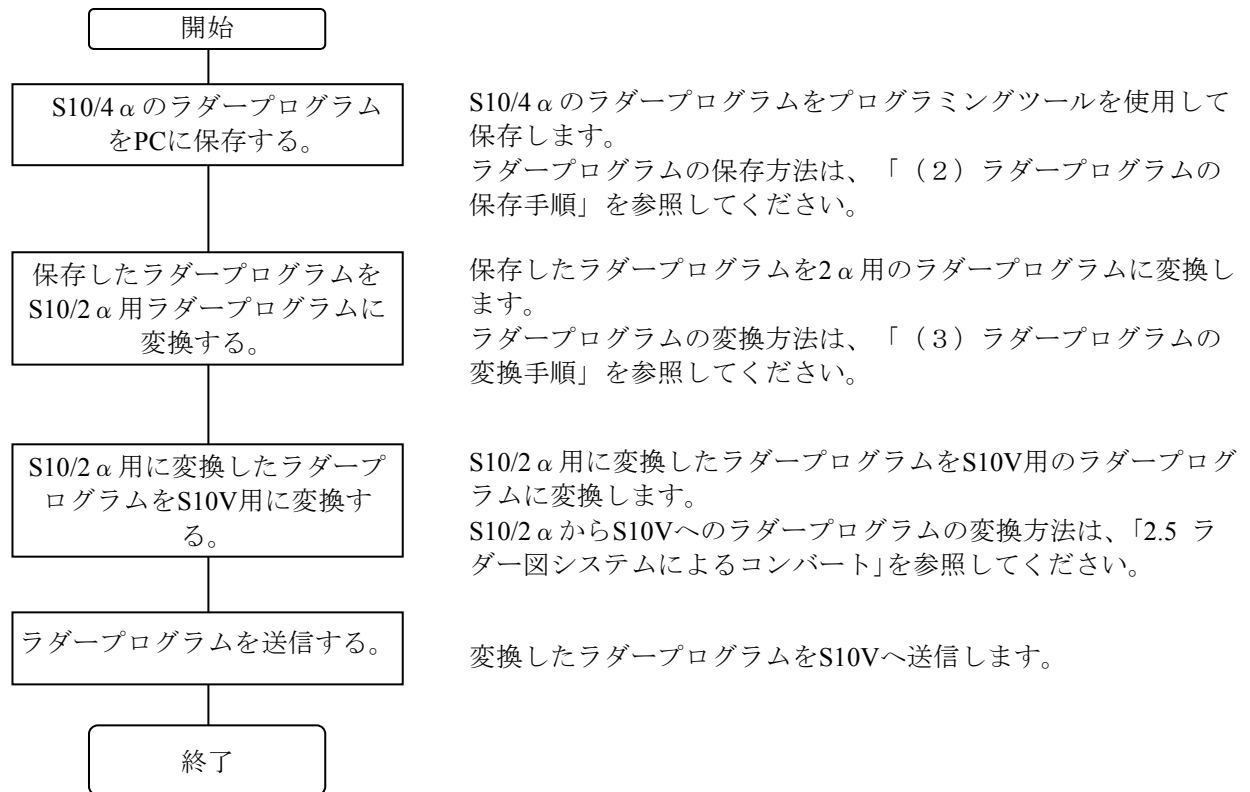 開始
S10/4αのラダープログラム
をPCに保存する。
S10/4αのラダープログラムをプログラミングツールを使用して
保存します。
ラダープログラムの保存方法は、「（２）ラダープログラムの
保存手順」を参照してください。
保存したラダープログラムを
S10/2α用ラダープログラムに
変換する。
保存したラダープログラムを2α用のラダープログラムに変換し
ます。
ラダープログラムの変換方法は、「（３）ラダープログラムの
変換手順」を参照してください。
S10/2α用に変換したラダープ
ログラムをS10V用に変換す
る。
S10/2α用に変換したラダープログラムをS10V用のラダープログ
ラムに変換します。
S10/2αからS10Vへのラダープログラムの変換方法は、「2.5 ラ
ダー図システムによるコンバート」を参照してください。
ラダープログラムを送信する。
変換したラダープログラムをS10Vへ送信します。
終了